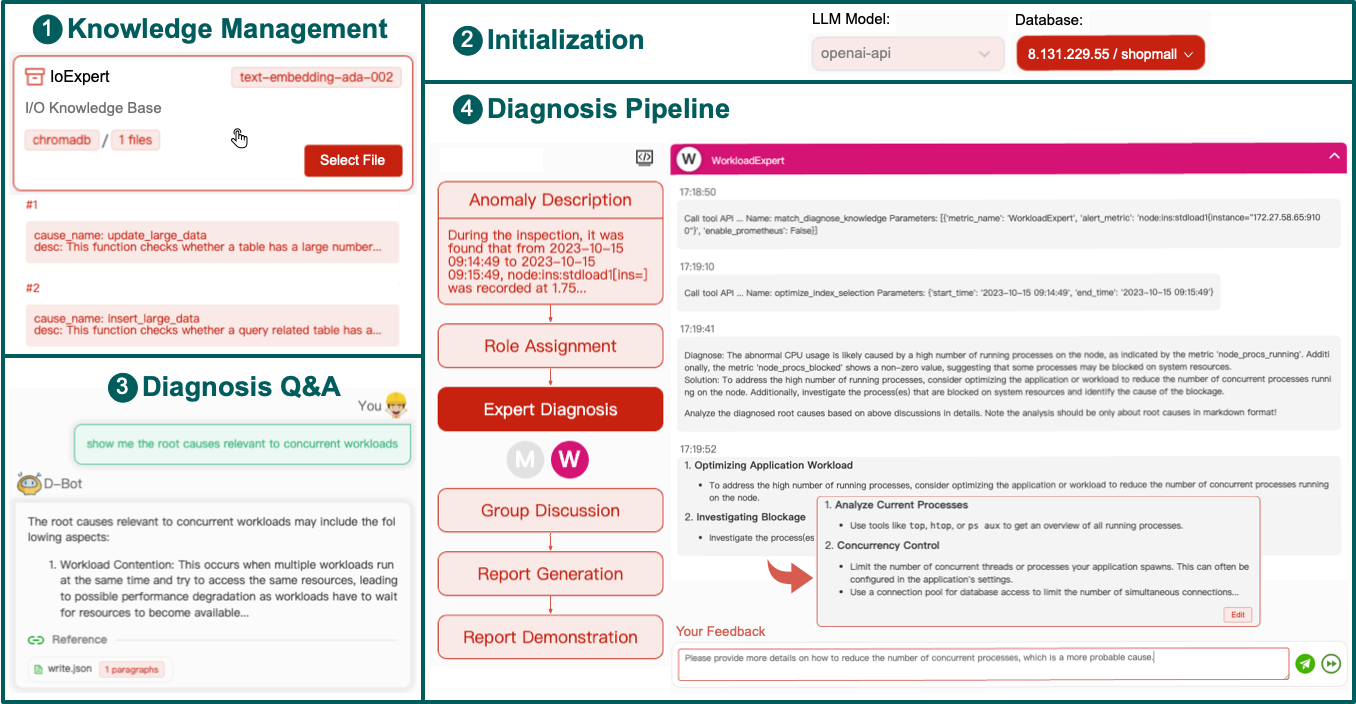 1 Knowledge Management
IoExpert
text-embedding-ada-002
I/O Knowledge Base
chromadb / 1 files
Select File
#1
cause_name: update_large_data
desc: This function checks whether a table has a large number...
#2
cause_name: insert_large_data
desc: This function checks whether a query related table has a...
2 Initialization
LLM Model:
openai-api
Database:
8.131.229.55 / shopmall
3 Diagnosis Q&A
You
show me the root causes relevant to concurrent workloads
D-Bot
The root causes relevant to concurrent workloads may include the fol
lowing aspects:
1. Workload Contention: This occurs when multiple workloads run
at the same time and try to access the same resources, leading
to possible performance degradation as workloads have to wait
for resources to become available...
Reference
write.json
1 paragraphs
4 Diagnosis Pipeline
</>
Anomaly Description
During the inspection, it was
found that from 2023-10-15
09:14:49 to 2023-10-15
09:15:49, node:ins:stdload1[ins=]
was recorded at 1.75...
Role Assignment
Expert Diagnosis
M W
Group Discussion
Report Generation
Report Demonstration
W WorkloadExpert
17:18:50
Call tool API ... Name: match_diagnose_knowledge Parameters: [{'metric_name': 'WorkloadExpert', 'alert_metric': 'node:ins:stdload1{instance="172.27.58.65:910
0"}', 'enable_prometheus': False}]
17:19:10
Call tool API ... Name: optimize_index_selection Parameters: {'start_time': '2023-10-15 09:14:49', 'end_time': '2023-10-15 09:15:49'}
17:19:41
Diagnose: The abnormal CPU usage is likely caused by a high number of running processes on the node, as indicated by the metric 'node_procs_running'. Additi
onally, the metric 'node_procs_blocked' shows a non-zero value, suggesting that some processes may be blocked on system resources.
Solution: To address the high number of running processes, consider optimizing the application or workload to reduce the number of concurrent processes runni
ng on the node. Additionally, investigate the process(es) that are blocked on system resources and identify the cause of the blockage.
Analyze the diagnosed root causes based on above discussions in details. Note the analysis should be only about root causes in markdown format!
17:19:52
1. Optimizing Application Workload
• To address the high number of running processes, consider optimizing the application or workload to reduce the number of concurrent processes running
on the node.
2. Investigating Blockage
• Investigate the process(es
1. Analyze Current Processes
• Use tools like top, htop, or ps aux to get an overview of all running processes.
2. Concurrency Control
• Limit the number of concurrent threads or processes your application spawns. This can often be
configured in the application's settings.
• Use a connection pool for database access to limit the number of simultaneous connections...
Edit
Your Feedback
Please provide more details on how to reduce the number of concurrent processes, which is a more probable cause.